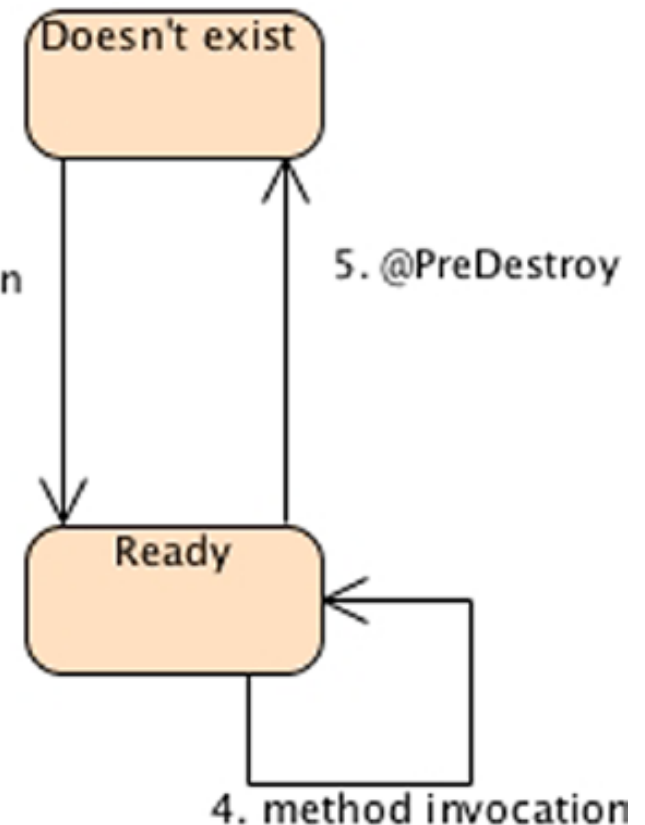 Doesn't exist
n
5. @PreDestroy
Ready
4. method invocation